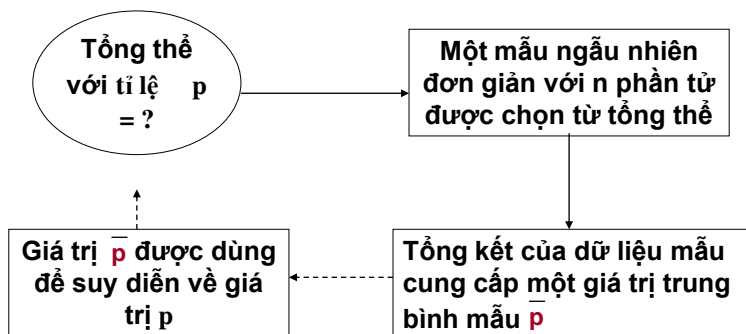 Tổng thể
với tỉ lệ p
= ?
Một mẫu ngẫu nhiên
đơn giản với n phần tử
được chọn từ tổng thể
Tổng kết của dữ liệu mẫu
cung cấp một giá trị trung
bình mẫu p̅
Giá trị p̅ được dùng
để suy diễn về giá
trị p